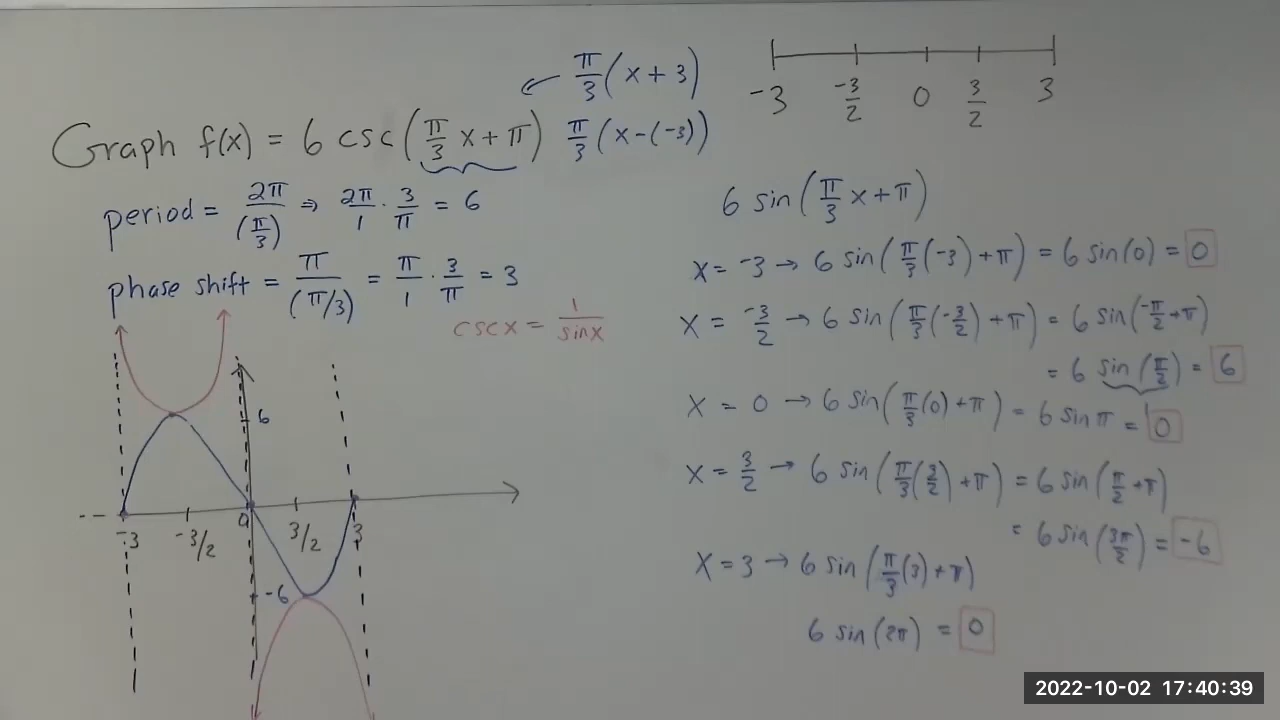 π/3 (x + 3)
Graph f(x) = 6 csc(π/3 x + π) π/3 (x-(-3))
period = 2π/(π/3) ⇒ 2π/1 · 3/π = 6
phase shift = π/(π/3) = π/1 · 3/π = 3
csc x = 1/sin x
6
-3 -3/2 0 3/2 3
-6
-3 -3/2 0 3/2 3
6 sin(π/3 x + π)
x = -3 → 6 sin(π/3(-3) + π) = 6 sin(0) = 0
x = -3/2 → 6 sin(π/3(-3/2) + π) = 6 sin(-π/2 + π)
= 6 sin(π/2) = 6
x = 0 → 6 sin(π/3(0) + π) = 6 sin π = 0
x = 3/2 → 6 sin(π/3(3/2) + π) = 6 sin(π/2 + π)
= 6 sin(3π/2) = -6
x = 3 → 6 sin(π/3(3) + π)
6 sin(2π) = 0
2022-10-02 17:40:39